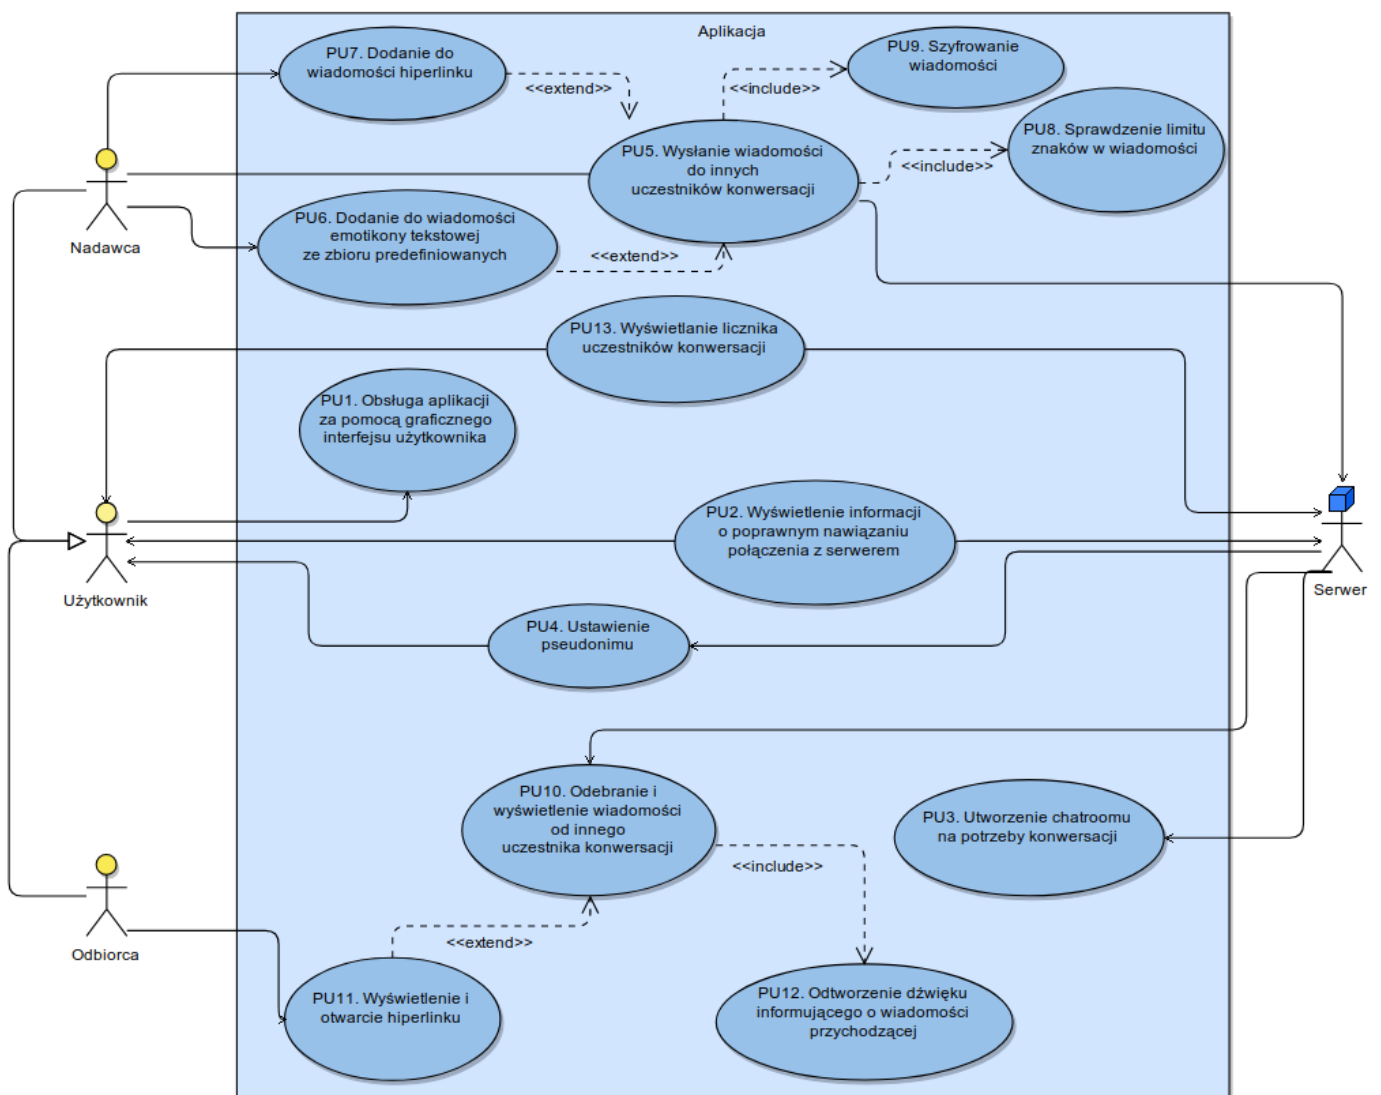 Aplikacja
PU7. Dodanie do
wiadomości hiperlinku
<<extend>>
<<include>>
PU9. Szyfrowanie
wiadomości
PU8. Sprawdzenie limitu
znaków w wiadomości
<<include>>
PU5. Wysłanie wiadomości
do innych
uczestników konwersacji
Nadawca
PU6. Dodanie do wiadomości
emotikony tekstowej
ze zbioru predefiniowanych
<<extend>>
PU13. Wyświetlanie licznika
uczestników konwersacji
PU1. Obsługa aplikacji
za pomocą graficznego
interfejsu użytkownika
PU2. Wyświetlenie informacji
o poprawnym nawiązaniu
połączenia z serwerem
Użytkownik
Serwer
PU4. Ustawienie
pseudonimu
PU10. Odebranie i
wyświetlenie wiadomości
od innego
uczestnika konwersacji
PU3. Utworzenie chatroomu
na potrzeby konwersacji
<<include>>
<<extend>>
Odbiorca
PU11. Wyświetlenie i
otwarcie hiperlinku
PU12. Odtworzenie dźwięku
informującego o wiadomości
przychodzącej